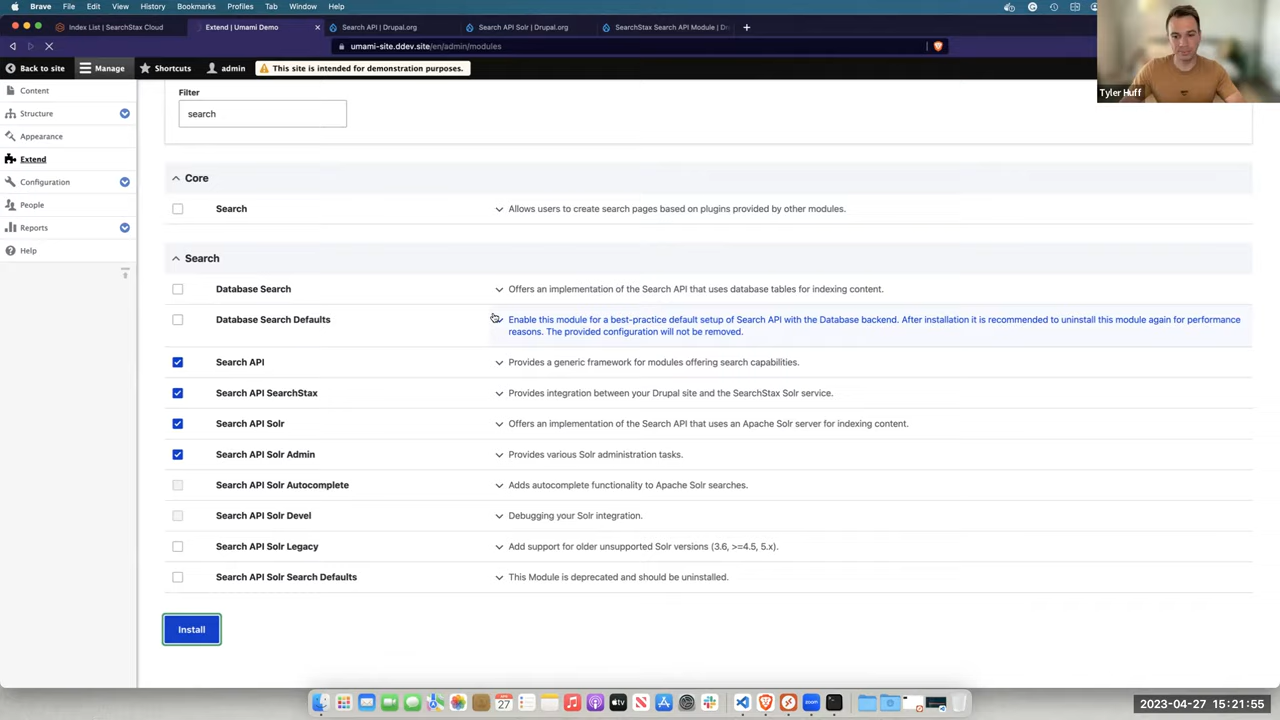 Brave File Edit View History Bookmarks Profiles Tab Window Help
Index List | SearchStax Cloud
Extend | Umami Demo
Search API | Drupal.org
Search API Solr | Drupal.org
SearchStax Search API Module | Dr
umami-site.ddev.site/en/admin/modules
Back to site
Manage
Shortcuts
admin
This site is intended for demonstration purposes.
Tyler Huff
Content
Structure
Appearance
Extend
Configuration
People
Reports
Help
Filter
search
Core
Search Allows users to create search pages based on plugins provided by other modules.
Search
Database Search Offers an implementation of the Search API that uses database tables for indexing content.
Database Search Defaults Enable this module for a best-practice default setup of Search API with the Database backend. After installation it is recommended to uninstall this module again for performance
reasons. The provided configuration will not be removed.
Search API Provides a generic framework for modules offering search capabilities.
Search API SearchStax Provides integration between your Drupal site and the SearchStax Solr service.
Search API Solr Offers an implementation of the Search API that uses an Apache Solr server for indexing content.
Search API Solr Admin Provides various Solr administration tasks.
Search API Solr Autocomplete Adds autocomplete functionality to Apache Solr searches.
Search API Solr Devel Debugging your Solr integration.
Search API Solr Legacy Add support for older unsupported Solr versions (3.6, >=4.5, 5.x).
Search API Solr Search Defaults This Module is deprecated and should be uninstalled.
Install
27
zoom
2023-04-27 15:21:55